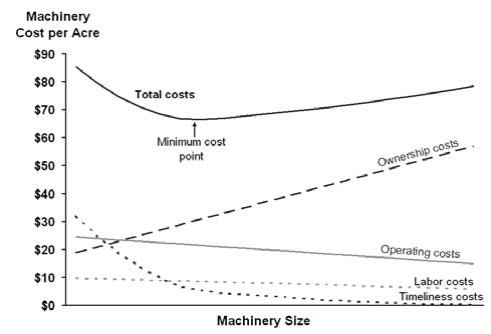 Machinery
Cost per Acre
$90
$80
$70
$60
$50
$40
$30
$20
$10
$0
Total costs
Minimum cost
point
Ownership costs
Operating costs
Labor costs
Timeliness costs
Machinery Size